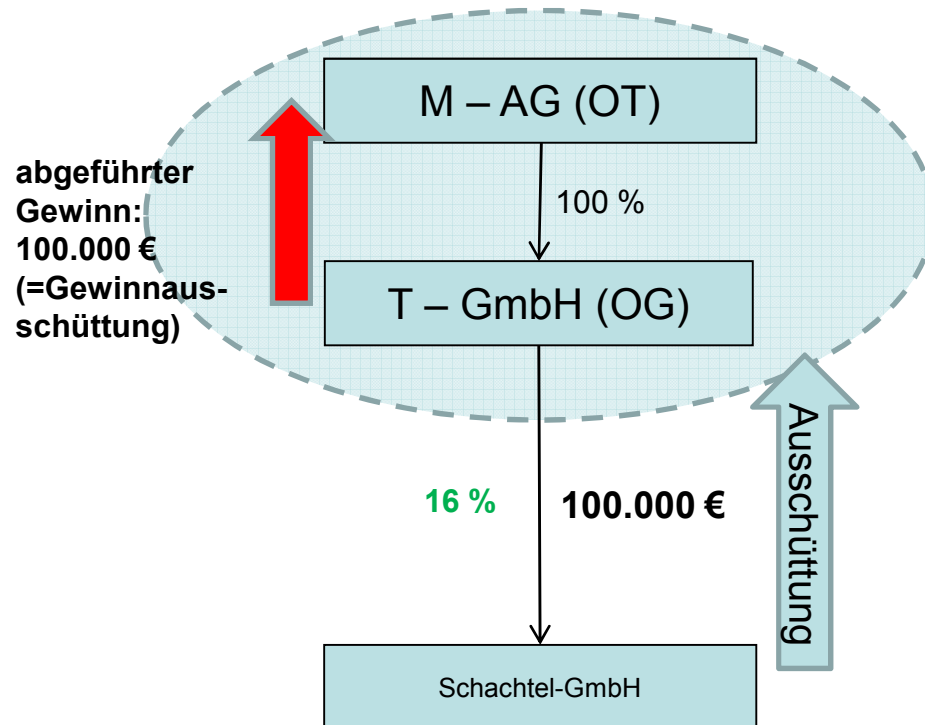 M – AG (OT)
abgeführter
Gewinn:
100.000 €
(=Gewinnaus-
schüttung)
100 %
T – GmbH (OG)
16 %
100.000 €
Ausschüttung
Schachtel-GmbH